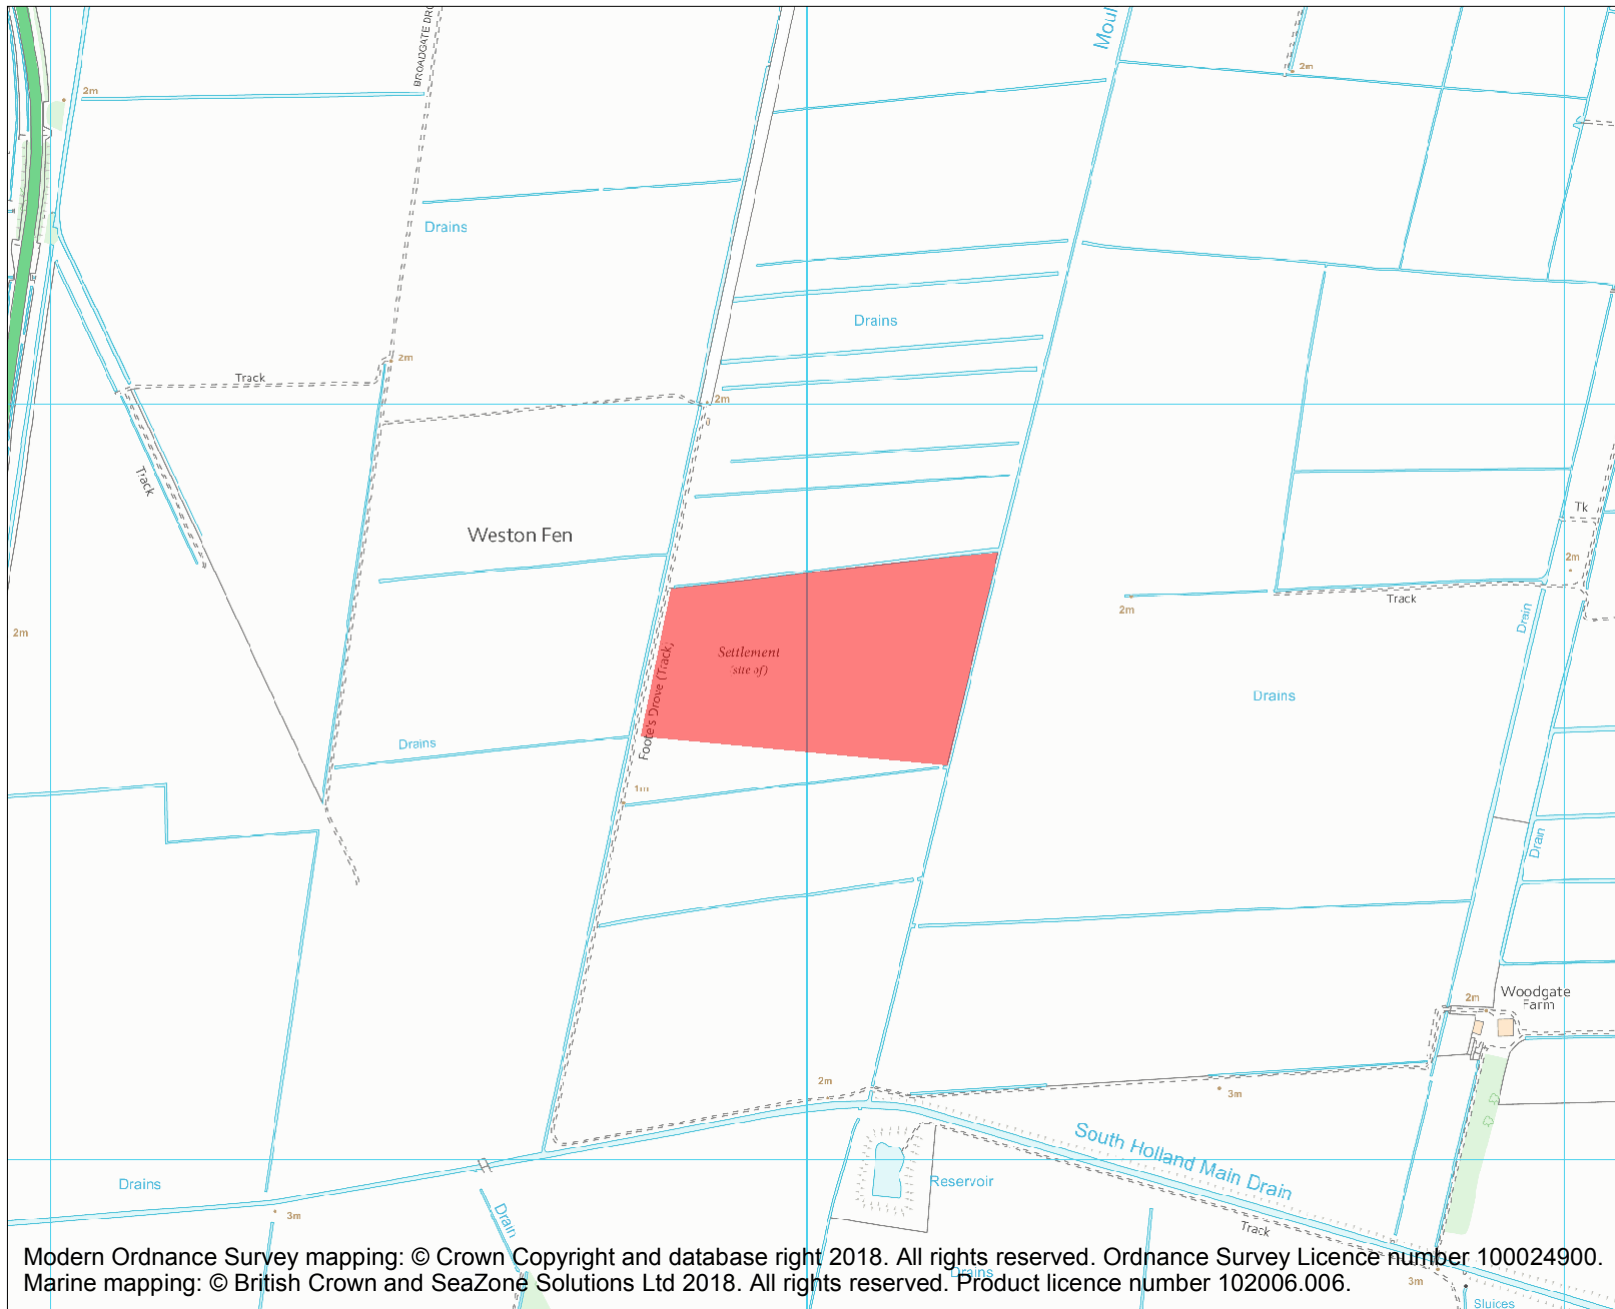 BROADGATE DRO
Moul
2m
2m
Drains
Drains
2m
Track
2m
Track
Weston Fen
Tk
2m
Track
2m
2m
Drain
Settlement
(site of)
Foote's Drove (Track)
Drains
Drains
1m
Drain
2m
Woodgate
Farm
2m
3m
South Holland Main Drain
Reservoir
Drains
3m
Drain
Track
Modern Ordnance Survey mapping: © Crown Copyright and database right 2018. All rights reserved. Ordnance Survey Licence number 100024900.
Marine mapping: © British Crown and SeaZone Solutions Ltd 2018. All rights reserved. Product licence number 102006.006.
Drains
3m
Sluices